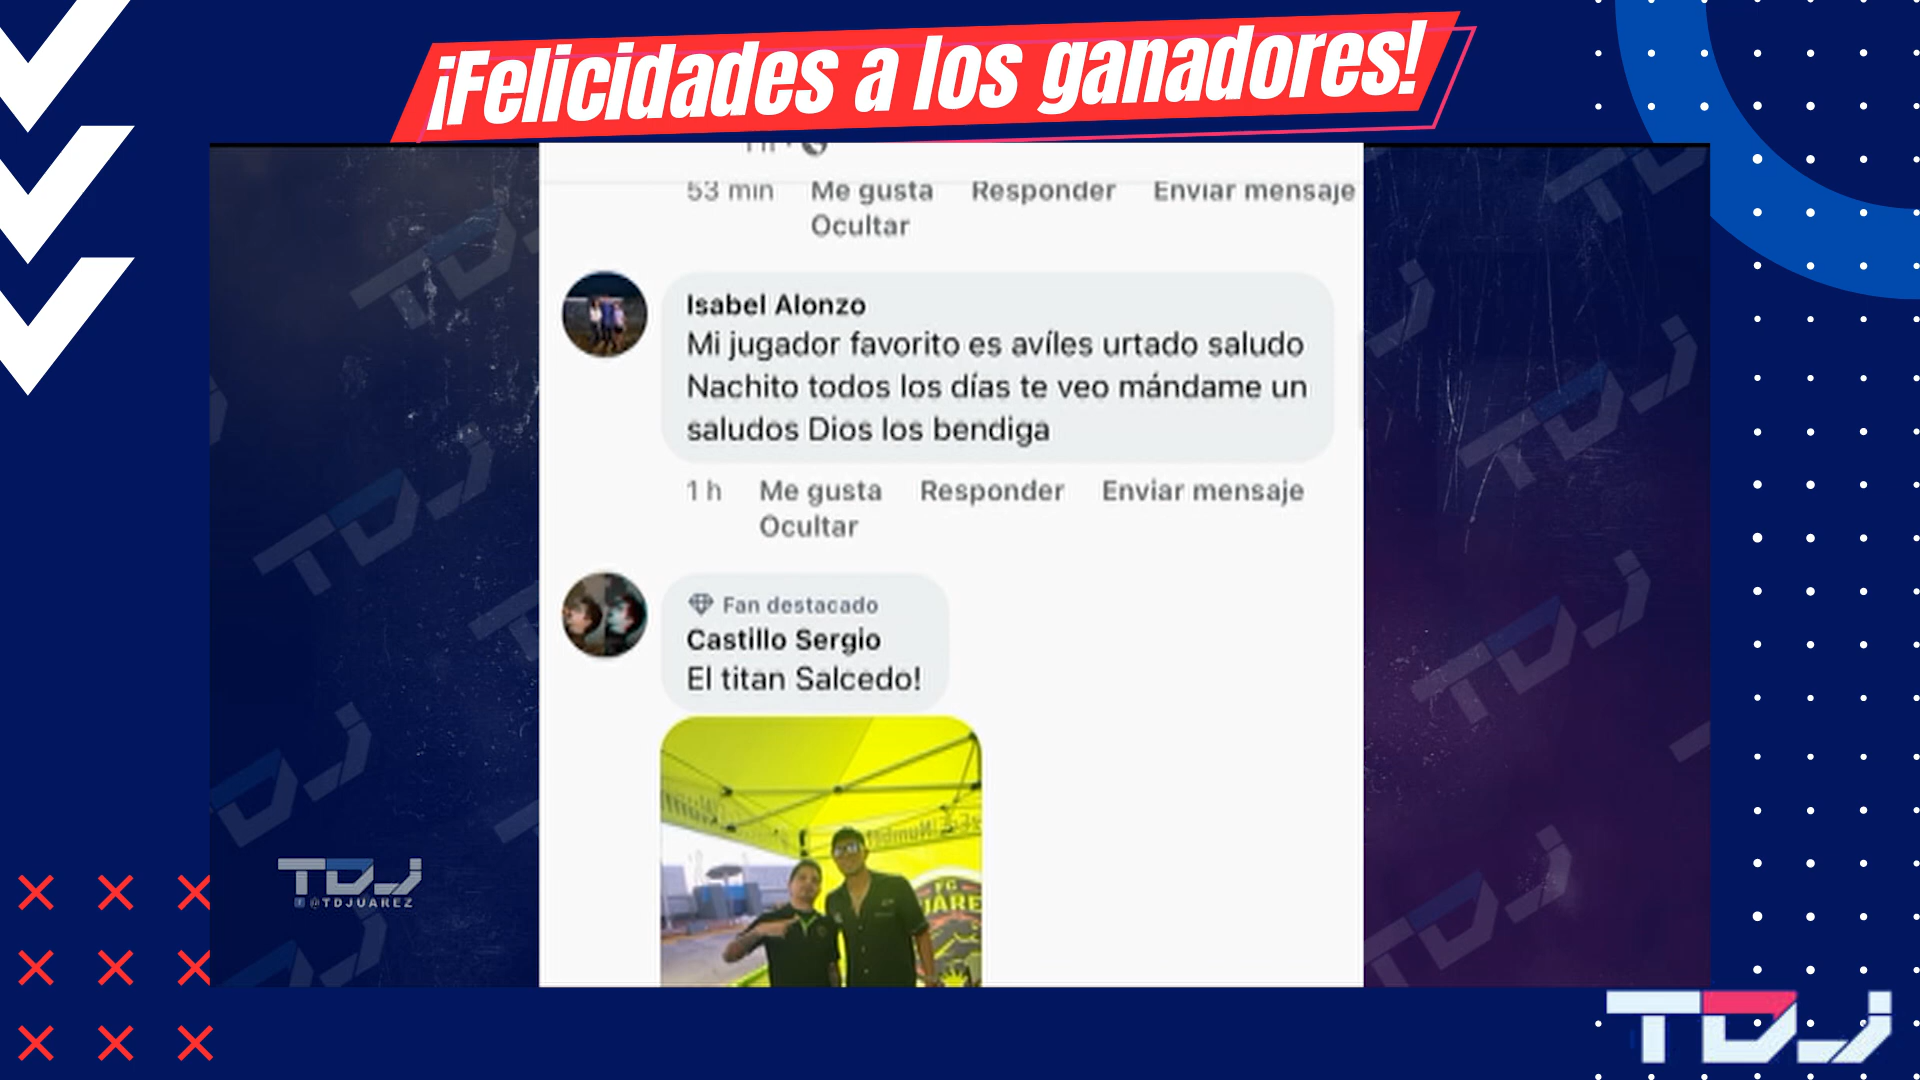 ¡Felicidades a los ganadores!
53 min Me gusta Responder Enviar mensaje
Ocultar
Isabel Alonzo
Mi jugador favorito es avíles urtado saludo
Nachito todos los días te veo mándame un
saludos Dios los bendiga
1 h Me gusta Responder Enviar mensaje
Ocultar
Fan destacado
Castillo Sergio
El titan Salcedo!
FC
JUÁRE
TDJ
@TDJUAREZ
TDJ